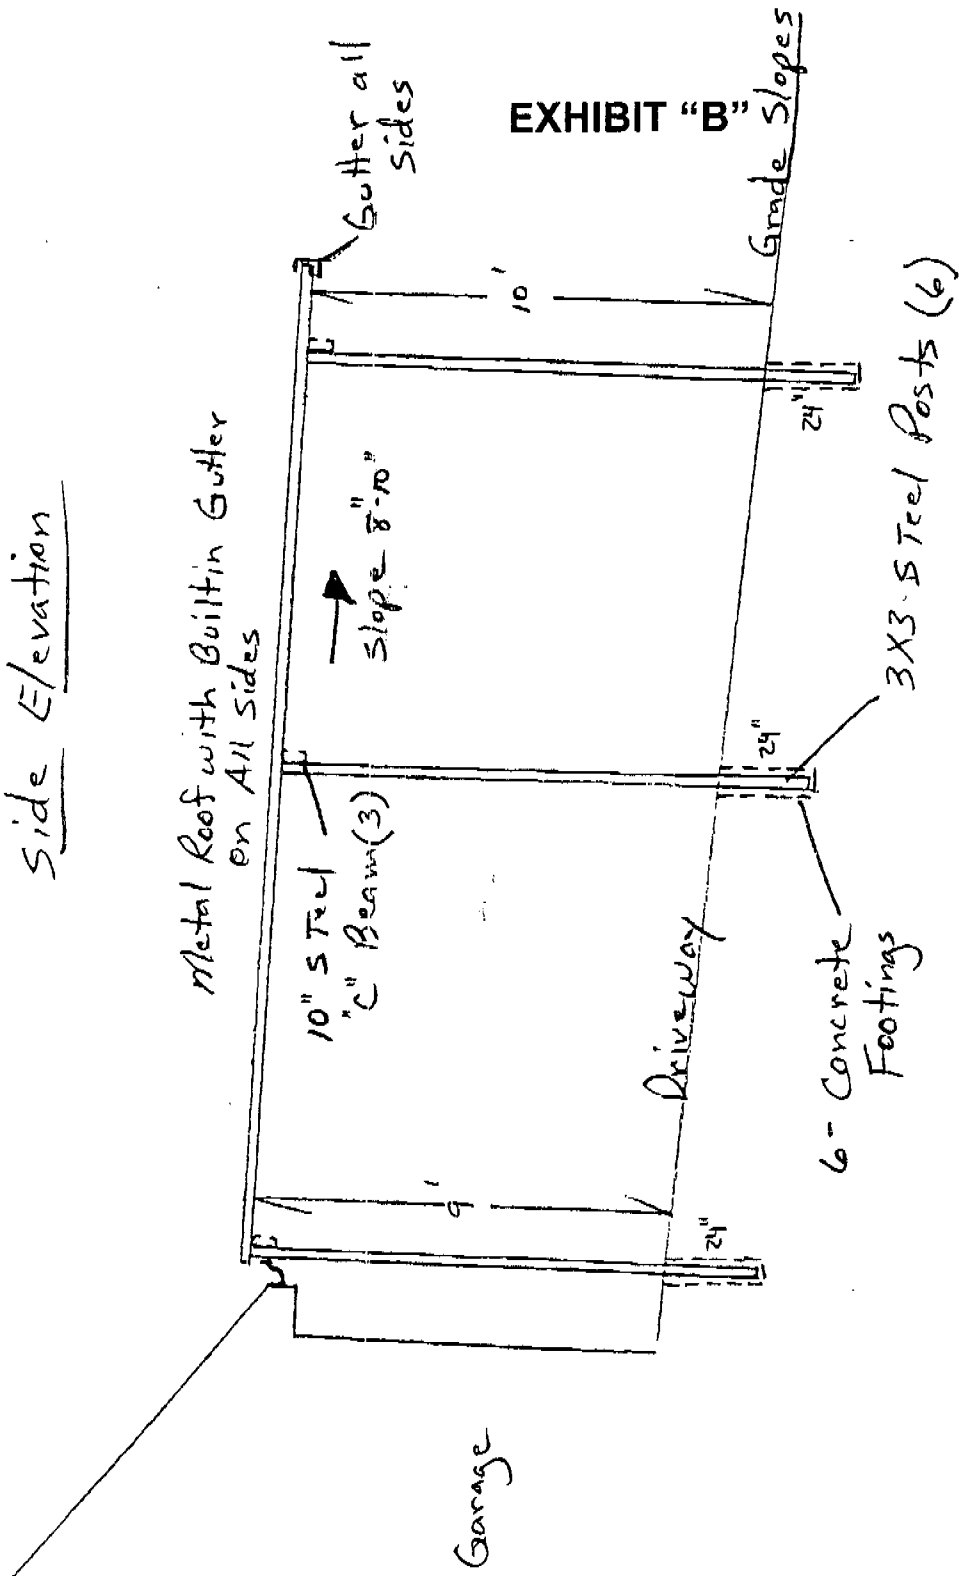 EXHIBIT “B”
Side Elevation
Metal Roof with Builtin Gutter
on All Sides
Gutter all
Sides
10" Steel
"C" Beam(3)
Slope 8"-10"
9'
10'
Garage
Driveway
Grade Slopes
24"
24"
24"
6- Concrete
Footings
3X3-Steel Posts (6)